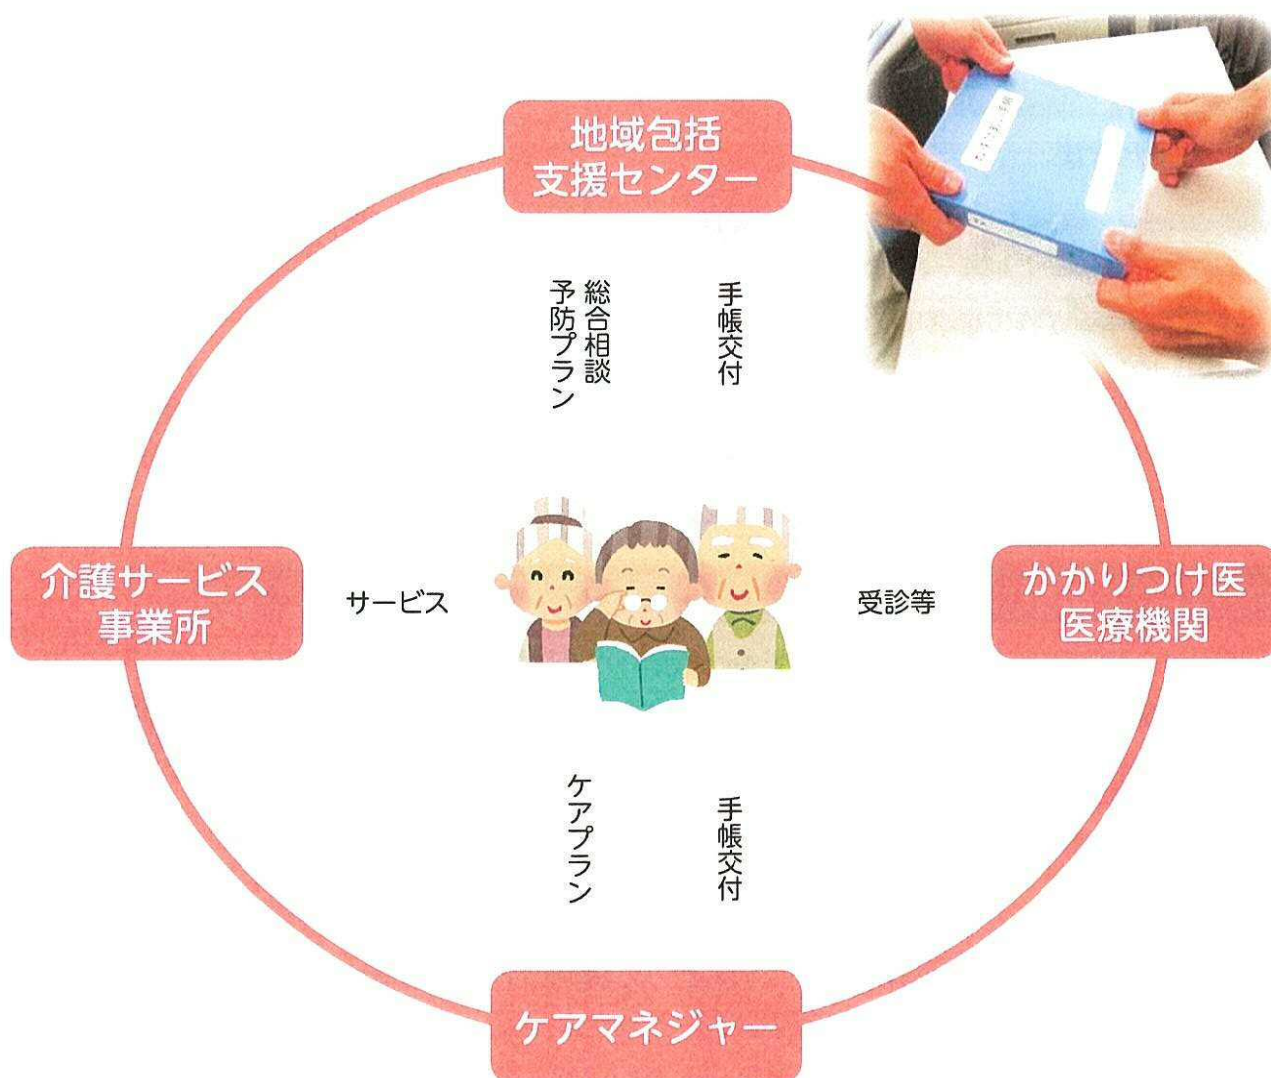 地域包括
支援センター
総合相談
予防プラン
手帳交付
介護サービス
事業所
サービス
受診等
かかりつけ医
医療機関
ケアプラン
手帳交付
ケアマネジャー